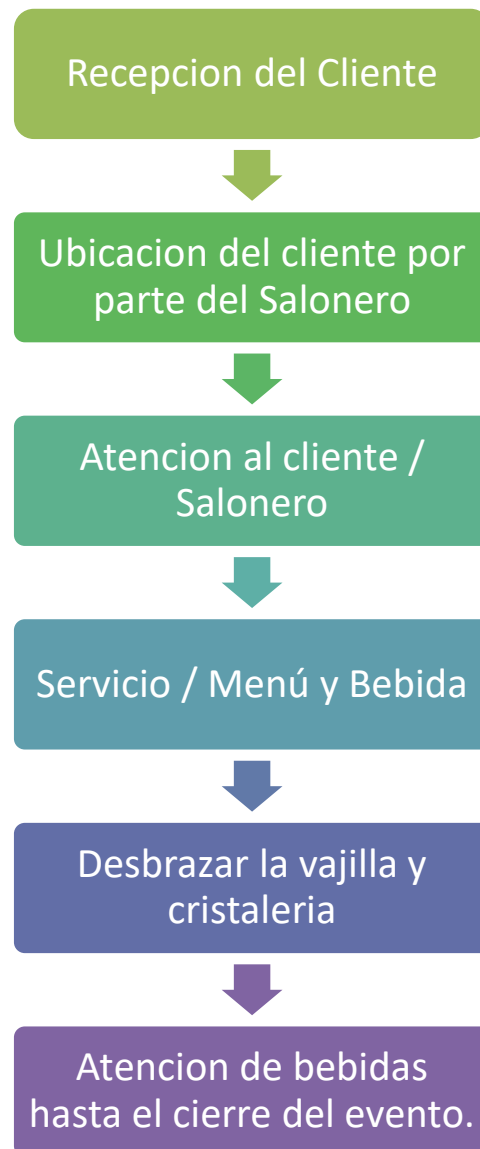 Recepcion del Cliente
Ubicacion del cliente por
parte del Salonero
Atencion al cliente /
Salonero
Servicio / Menú y Bebida
Desbrazar la vajilla y
cristaleria
Atencion de bebidas
hasta el cierre del evento.